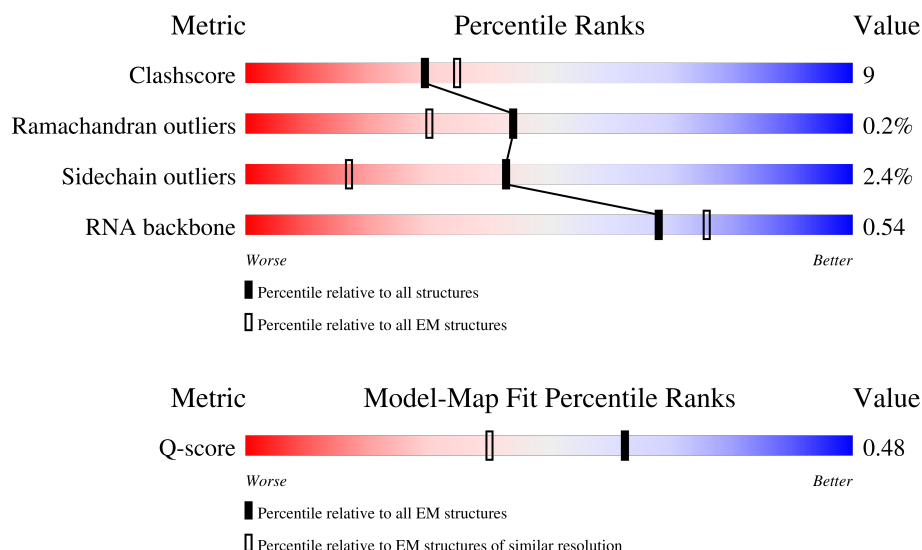 Metric Percentile Ranks Value
Clashscore 9
Ramachandran outliers 0.2%
Sidechain outliers 2.4%
RNA backbone 0.54
Worse Better
Percentile relative to all structures
Percentile relative to all EM structures
Metric Model-Map Fit Percentile Ranks Value
Q-score 0.48
Worse Better
Percentile relative to all EM structures
Percentile relative to EM structures of similar resolution